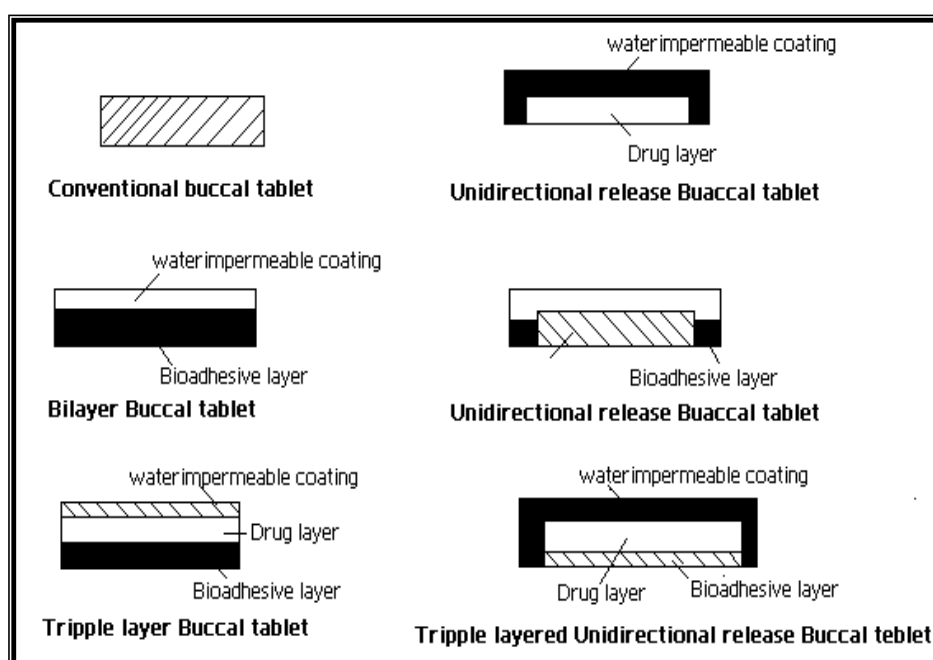 waterimpermeable coating
Drug layer
Conventional buccal tablet
Unidirectional release Buaccal tablet
waterimpermeable coating
Bioadhesive layer
Bilayer Buccal tablet
Bioadhesive layer
Unidirectional release Buaccal tablet
waterimpermeable coating
Drug layer
Bioadhesive layer
Tripple layer Buccal tablet
waterimpermeable coating
Drug layer
Bioadhesive layer
Tripple layered Unidirectional release Buccal teblet